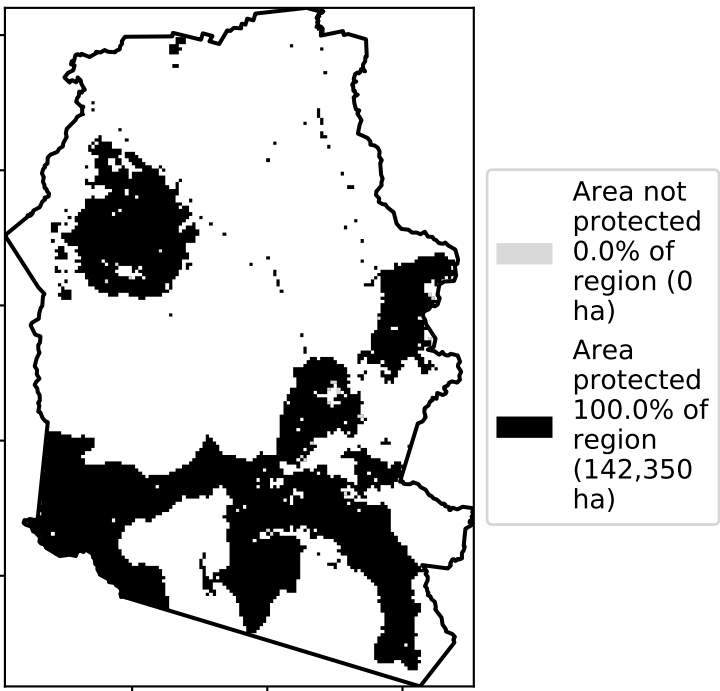 Area not
protected
0.0% of
region (0
ha)
Area
protected
100.0% of
region
(142,350
ha)